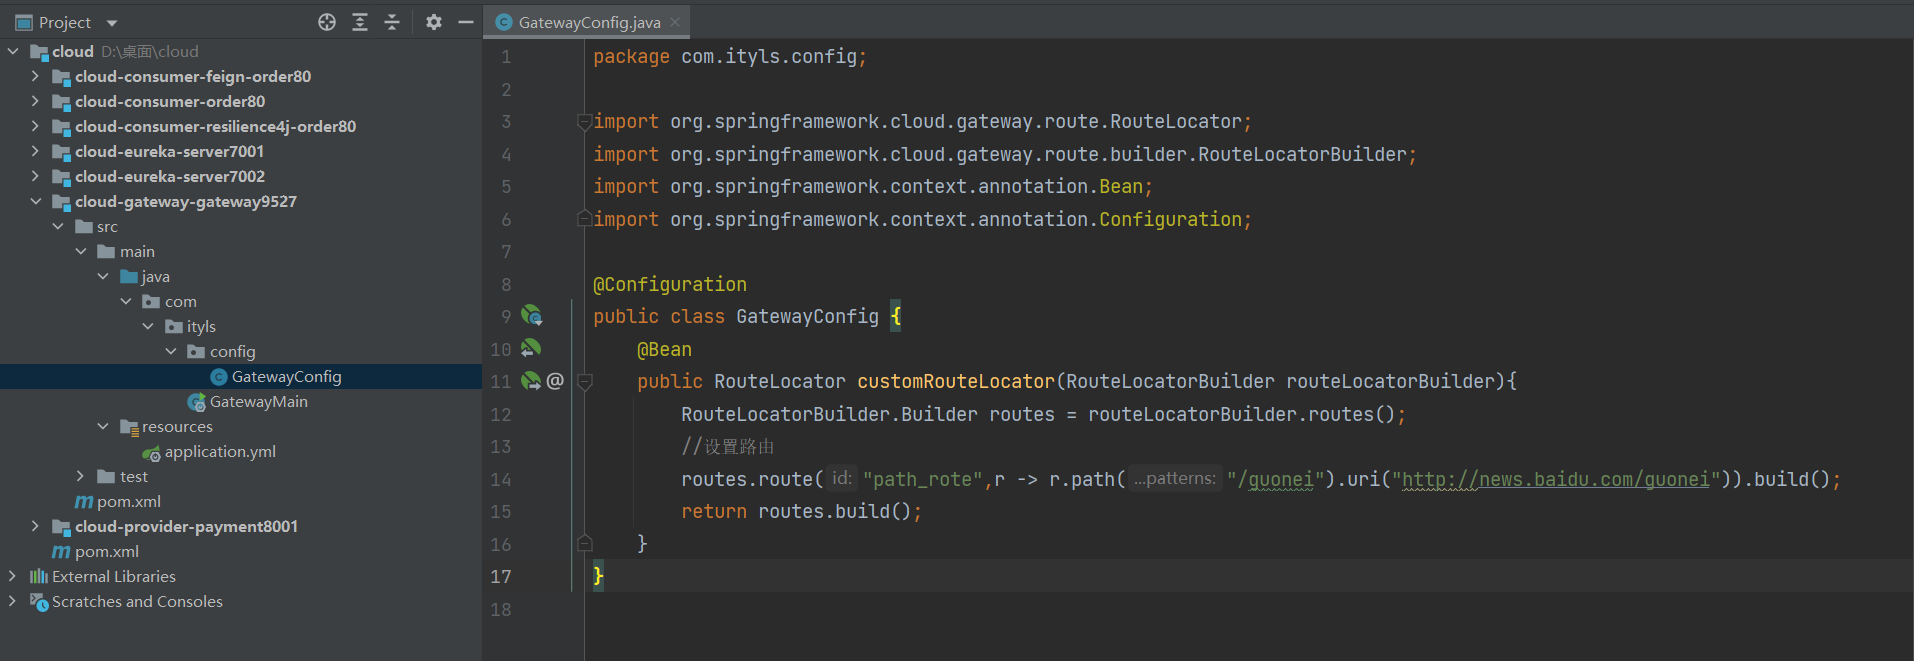 Project
cloud D:\桌面\cloud
cloud-consumer-feign-order80
cloud-consumer-order80
cloud-consumer-resilience4j-order80
cloud-eureka-server7001
cloud-eureka-server7002
cloud-gateway-gateway9527
src
main
java
com
ityls
config
GatewayConfig
GatewayMain
resources
application.yml
test
pom.xml
cloud-provider-payment8001
pom.xml
External Libraries
Scratches and Consoles
GatewayConfig.java
1 package com.ityls.config;
2
3 import org.springframework.cloud.gateway.route.RouteLocator;
4 import org.springframework.cloud.gateway.route.builder.RouteLocatorBuilder;
5 import org.springframework.context.annotation.Bean;
6 import org.springframework.context.annotation.Configuration;
7
8 @Configuration
9 public class GatewayConfig {
10 @Bean
11 @ public RouteLocator customRouteLocator(RouteLocatorBuilder routeLocatorBuilder){
12 RouteLocatorBuilder.Builder routes = routeLocatorBuilder.routes();
13 //设置路由
14 routes.route( id: "path_rote",r -> r.path( ...patterns: "/guonei").uri("http://news.baidu.com/guonei")).build();
15 return routes.build();
16 }
17 }
18